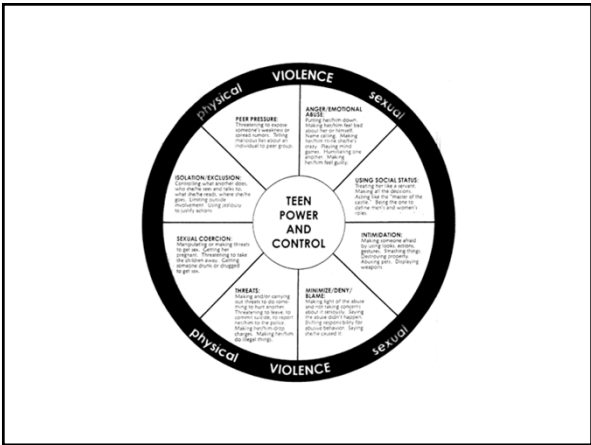 physical VIOLENCE sexual
PEER PRESSURE:
Threatening to expose
someone's weakness or
spread rumors. Telling
malicious lies about an
individual to peer group.
ANGER/EMOTIONAL
ABUSE:
Putting her/him down.
Making her/him feel bad
about her or himself.
Name calling. Making
her/him think she/he's
crazy. Playing mind
games. Humiliating one
another. Making
her/him feel guilty.
ISOLATION/EXCLUSION:
Controlling what another does,
who she/he sees and talks to,
what she/he reads, where she/he
goes. Limiting outside
involvement. Using jealousy
to justify actions.
USING SOCIAL STATUS:
Treating her like a servant.
Making all the decisions.
Acting like the "master of the
castle." Being the one to
define men's and women's
roles.
TEEN
POWER
AND
CONTROL
SEXUAL COERCION:
Manipulating or making threats
to get sex. Getting her
pregnant. Threatening to take
the children away. Getting
someone drunk or drugged
to get sex.
INTIMIDATION:
Making someone afraid
by using looks, actions,
gestures. Smashing things.
Destroying property.
Abusing pets. Displaying
weapons.
THREATS:
Making and/or carrying
out threats to do some-
thing to hurt another.
Threatening to leave, to
commit suicide, to report
her/him to the police.
Making her/him drop
charges. Making her/him
do illegal things.
MINIMIZE/DENY/
BLAME:
Making light of the abuse
and not taking concerns
about it seriously. Saying
the abuse didn't happen.
Shifting responsibility for
abusive behavior. Saying
she/he caused it.
physical VIOLENCE sexual